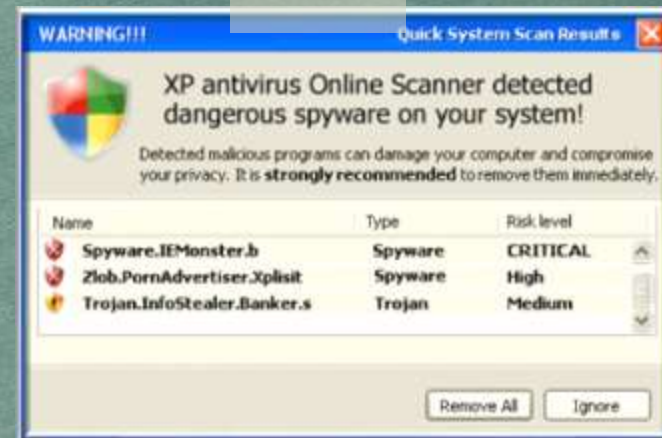 WARNING!!! Quick System Scan Results
XP antivirus Online Scanner detected
dangerous spyware on your system!
Detected malicious programs can damage your computer and compromise
your privacy. It is strongly recommended to remove them immediately.
Name Type Risk level
Spyware.IEMonster.b Spyware CRITICAL
Zlob.PornAdvertiser.Xplisit Spyware High
Trojan.InfoStealer.Banker.s Trojan Medium
Remove All Ignore